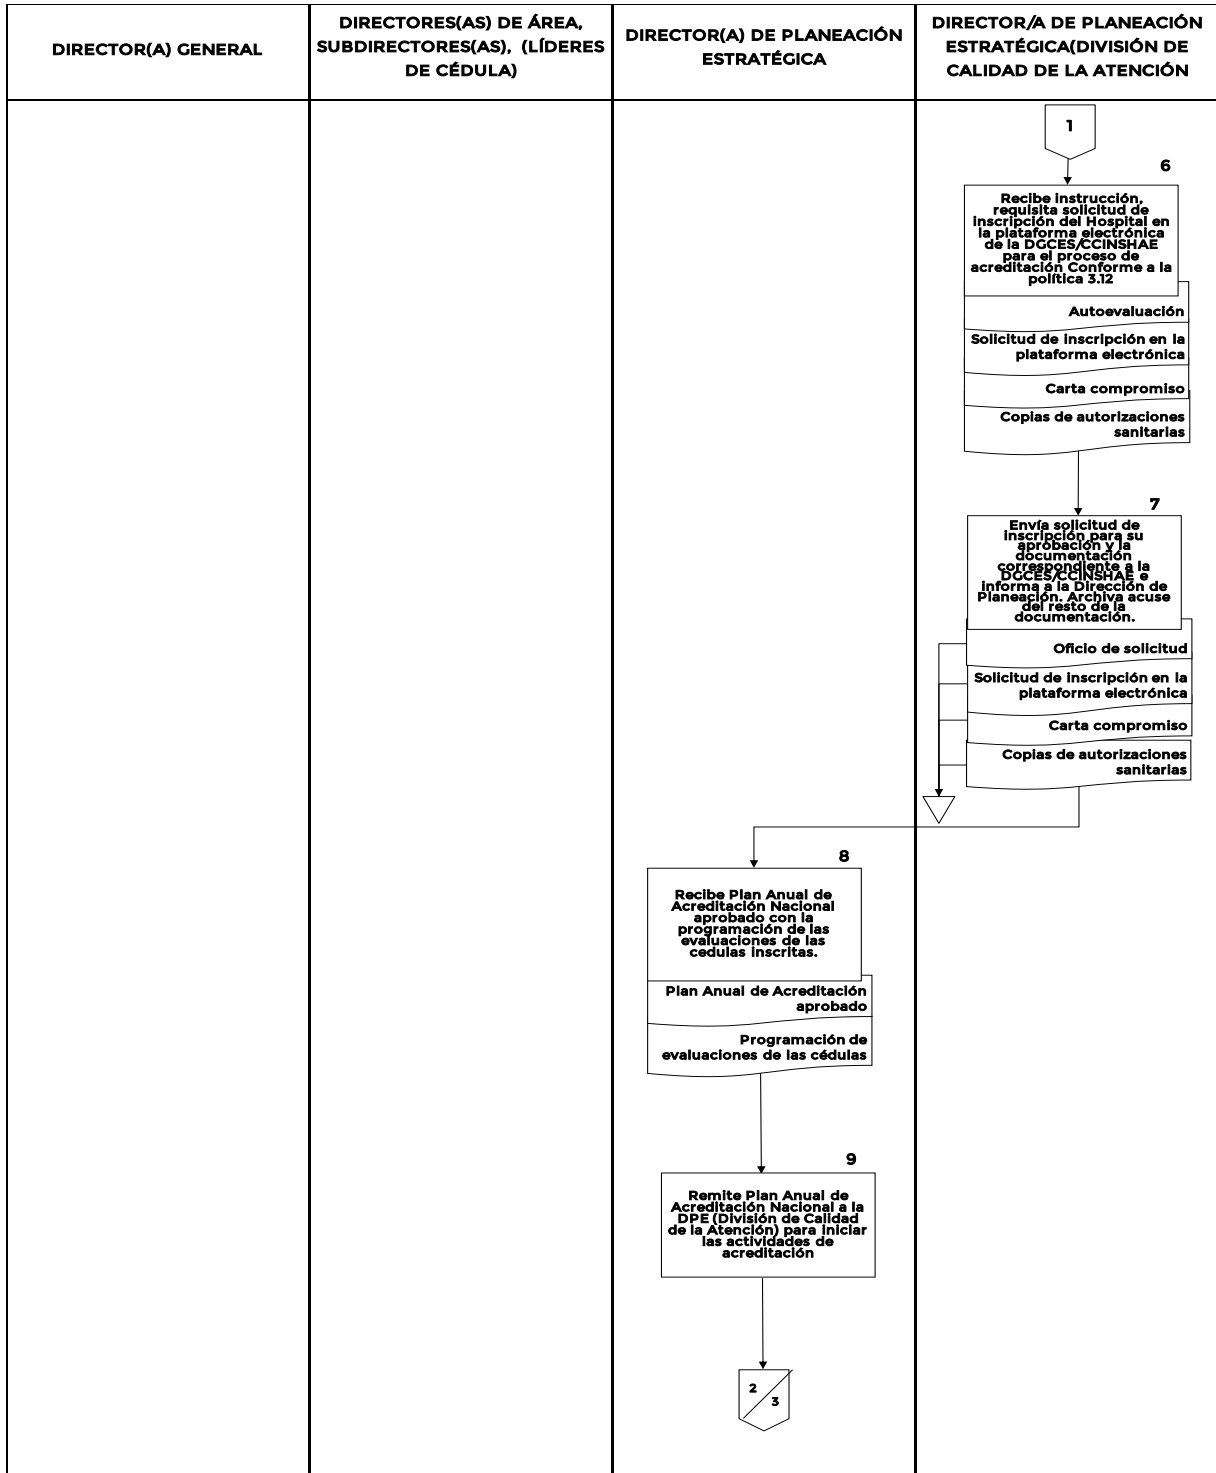 DIRECTOR(A) GENERAL
DIRECTORES(AS) DE ÁREA,
SUBDIRECTORES(AS), (LÍDERES
DE CÉDULA)
DIRECTOR(A) DE PLANEACIÓN
ESTRATÉGICA
DIRECTOR/A DE PLANEACIÓN
ESTRATÉGICA(DIVISIÓN DE
CALIDAD DE LA ATENCIÓN
1
6
Recibe instrucción,
requisita solicitud de
inscripción del Hospital en
la plataforma electrónica
de la DGCES/CCINSHAE
para el proceso de
acreditación Conforme a la
política 3.12
Autoevaluación
Solicitud de inscripción en la
plataforma electrónica
Carta compromiso
Copias de autorizaciones
sanitarias
7
Envía solicitud de
inscripción para su
aprobación y la
documentación
correspondiente a la
DGCES/CCINSHAE e
informa a la Dirección de
Planeación. Archiva acuse
del resto de la
documentación.
Oficio de solicitud
Solicitud de inscripción en la
plataforma electrónica
Carta compromiso
Copias de autorizaciones
sanitarias
8
Recibe Plan Anual de
Acreditación Nacional
aprobado con la
programación de las
evaluaciones de las
cedulas inscritas.
Plan Anual de Acreditación
aprobado
Programación de
evaluaciones de las cédulas
9
Remite Plan Anual de
Acreditación Nacional a la
DPE (División de Calidad
de la Atención) para iniciar
las actividades de
acreditación
2
3